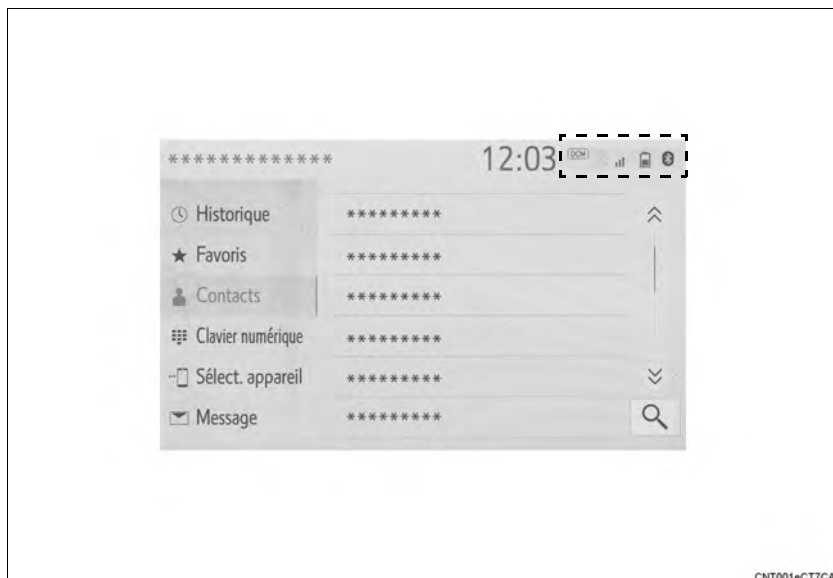 *************
12:03 DCM
Historique
*********
Favoris
*********
Contacts
*********
Clavier numérique
*********
Sélect. appareil
*********
Message
*********